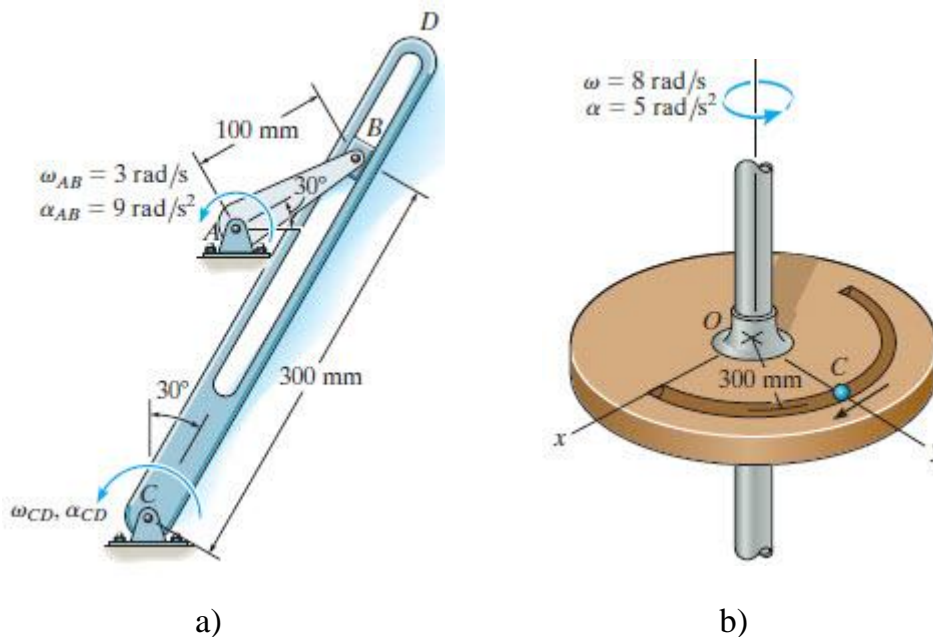 D
100 mm
B
ω_AB = 3 rad/s
α_AB = 9 rad/s²
30°
A
300 mm
30°
C
ω_CD, α_CD
a)
ω = 8 rad/s
α = 5 rad/s²
O
300 mm
C
x
b)